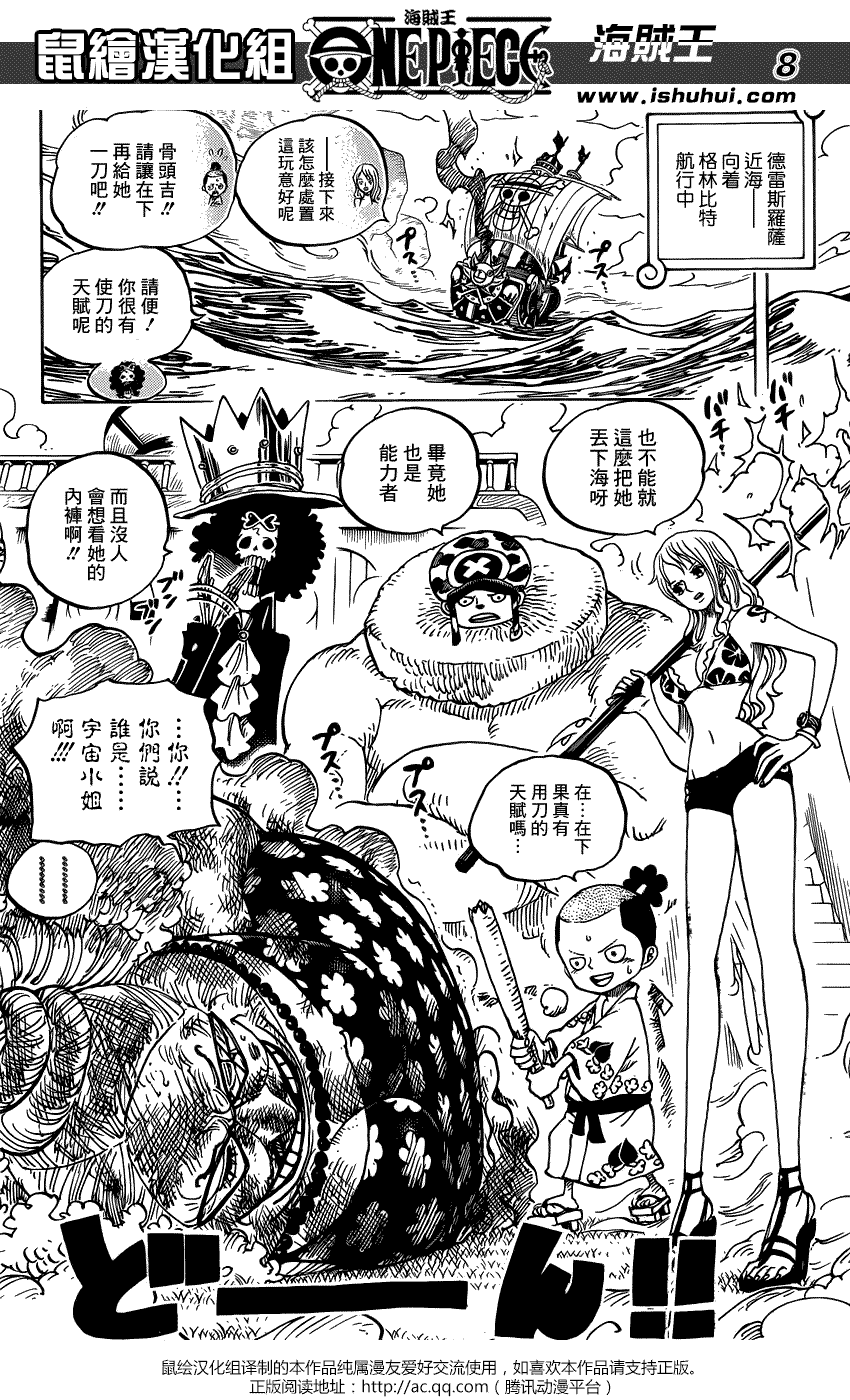 鼠繪漢化組
海賊王
ONE PIECE
海賊王
8
www.ishuhui.com
德雷斯羅薩
近海——
向着
格林比特
航行中
——接下來
該怎麼處置
這玩意好呢
骨頭吉!!
請讓在下
再給她
一刀吧!!
請便!
你很有
使刀的
天賦呢
プスッ
プスッ
バチッ
バチッ
也不能就
這麼把她
丟下海呀
畢竟她
也是
能力者
而且沒人
會想看她的
內褲啊!!
…你!!…
你們說
誰是……
宇宙小姐
啊!!!
プスッ…
プスッ…
在…在下
果真有
用刀的
天賦嗎…
どーん!!
鼠绘汉化组译制的本作品纯属漫友爱好交流使用，如喜欢本作品请支持正版。
正版阅读地址：http://ac.qq.com（腾讯动漫平台）